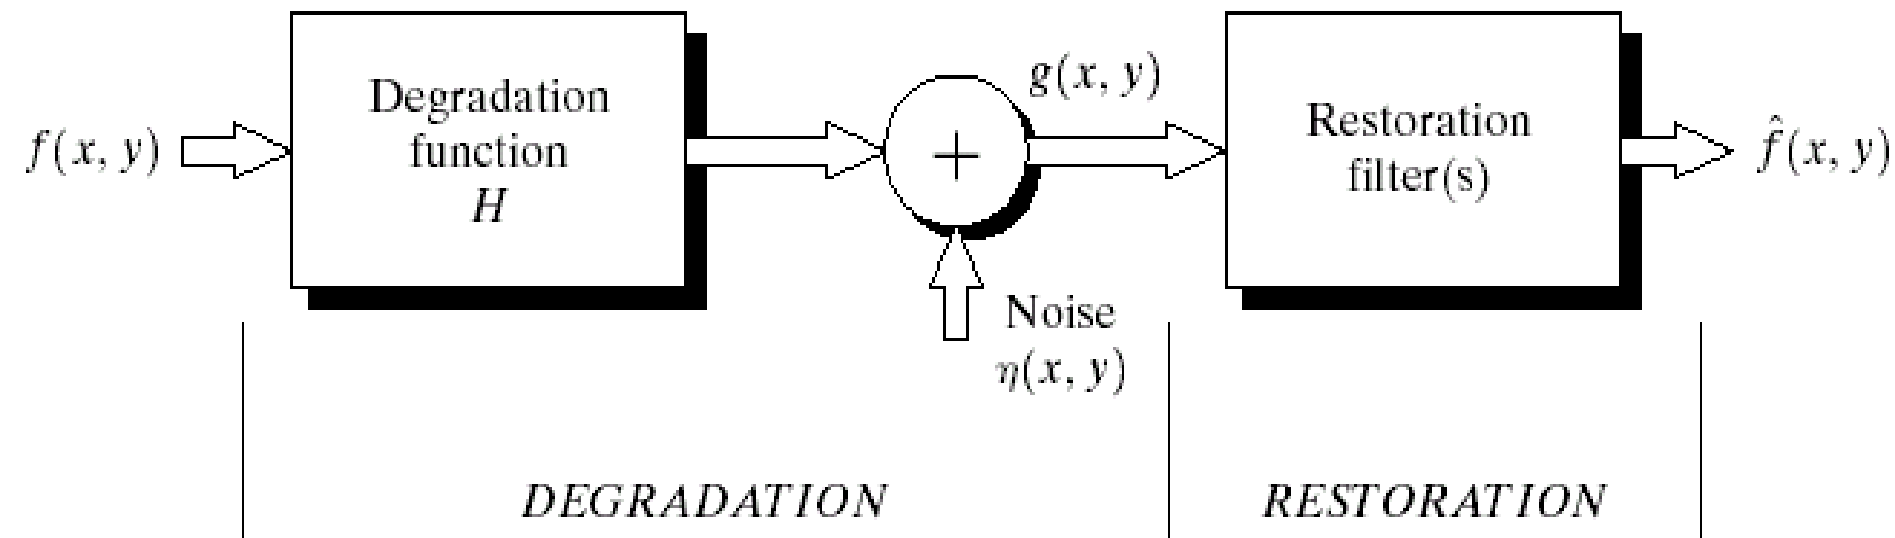 f(x, y)
Degradation
function
H
+
g(x, y)
Noise
η(x, y)
Restoration
filter(s)
f̂(x, y)
DEGRADATION
RESTORATION